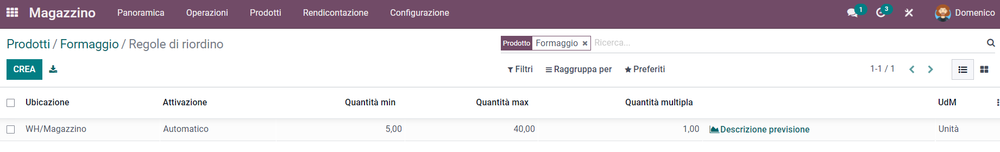 Magazzino Panoramica Operazioni Prodotti Rendicontazione Configurazione 1 3 Domenico
Prodotti / Formaggio / Regole di riordino
Prodotto Formaggio × Ricerca...
CREA Filtri Raggruppa per Preferiti 1-1 / 1
Ubicazione Attivazione Quantità min Quantità max Quantità multipla UdM
WH/Magazzino Automatico 5,00 40,00 1,00 Descrizione previsione Unità